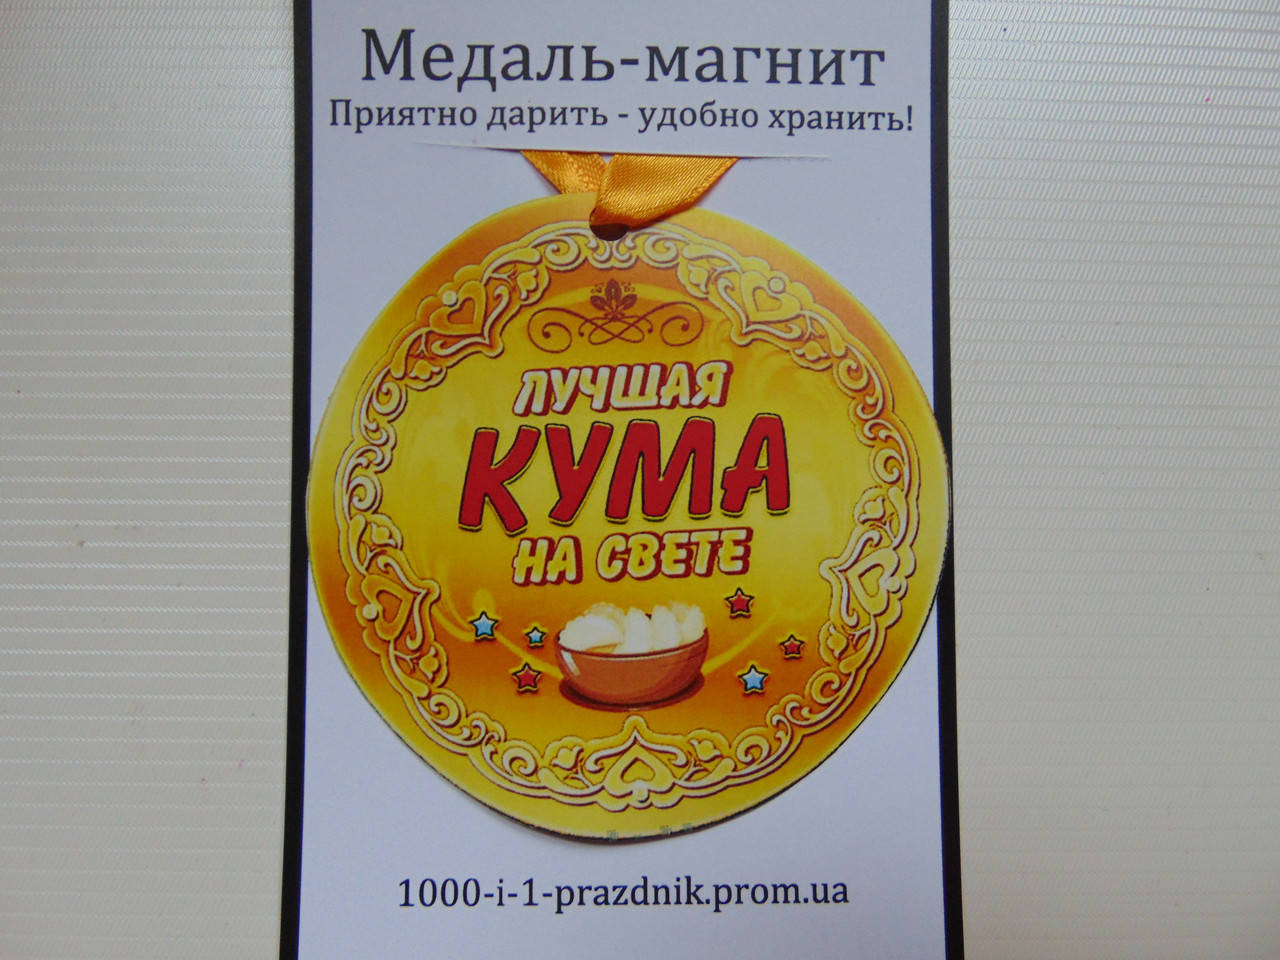 Медаль-магнит
Приятно дарить - удобно хранить!
ЛУЧШАЯ
КУМА
НА СВЕТЕ
1000-i-1-prazdnik.prom.ua